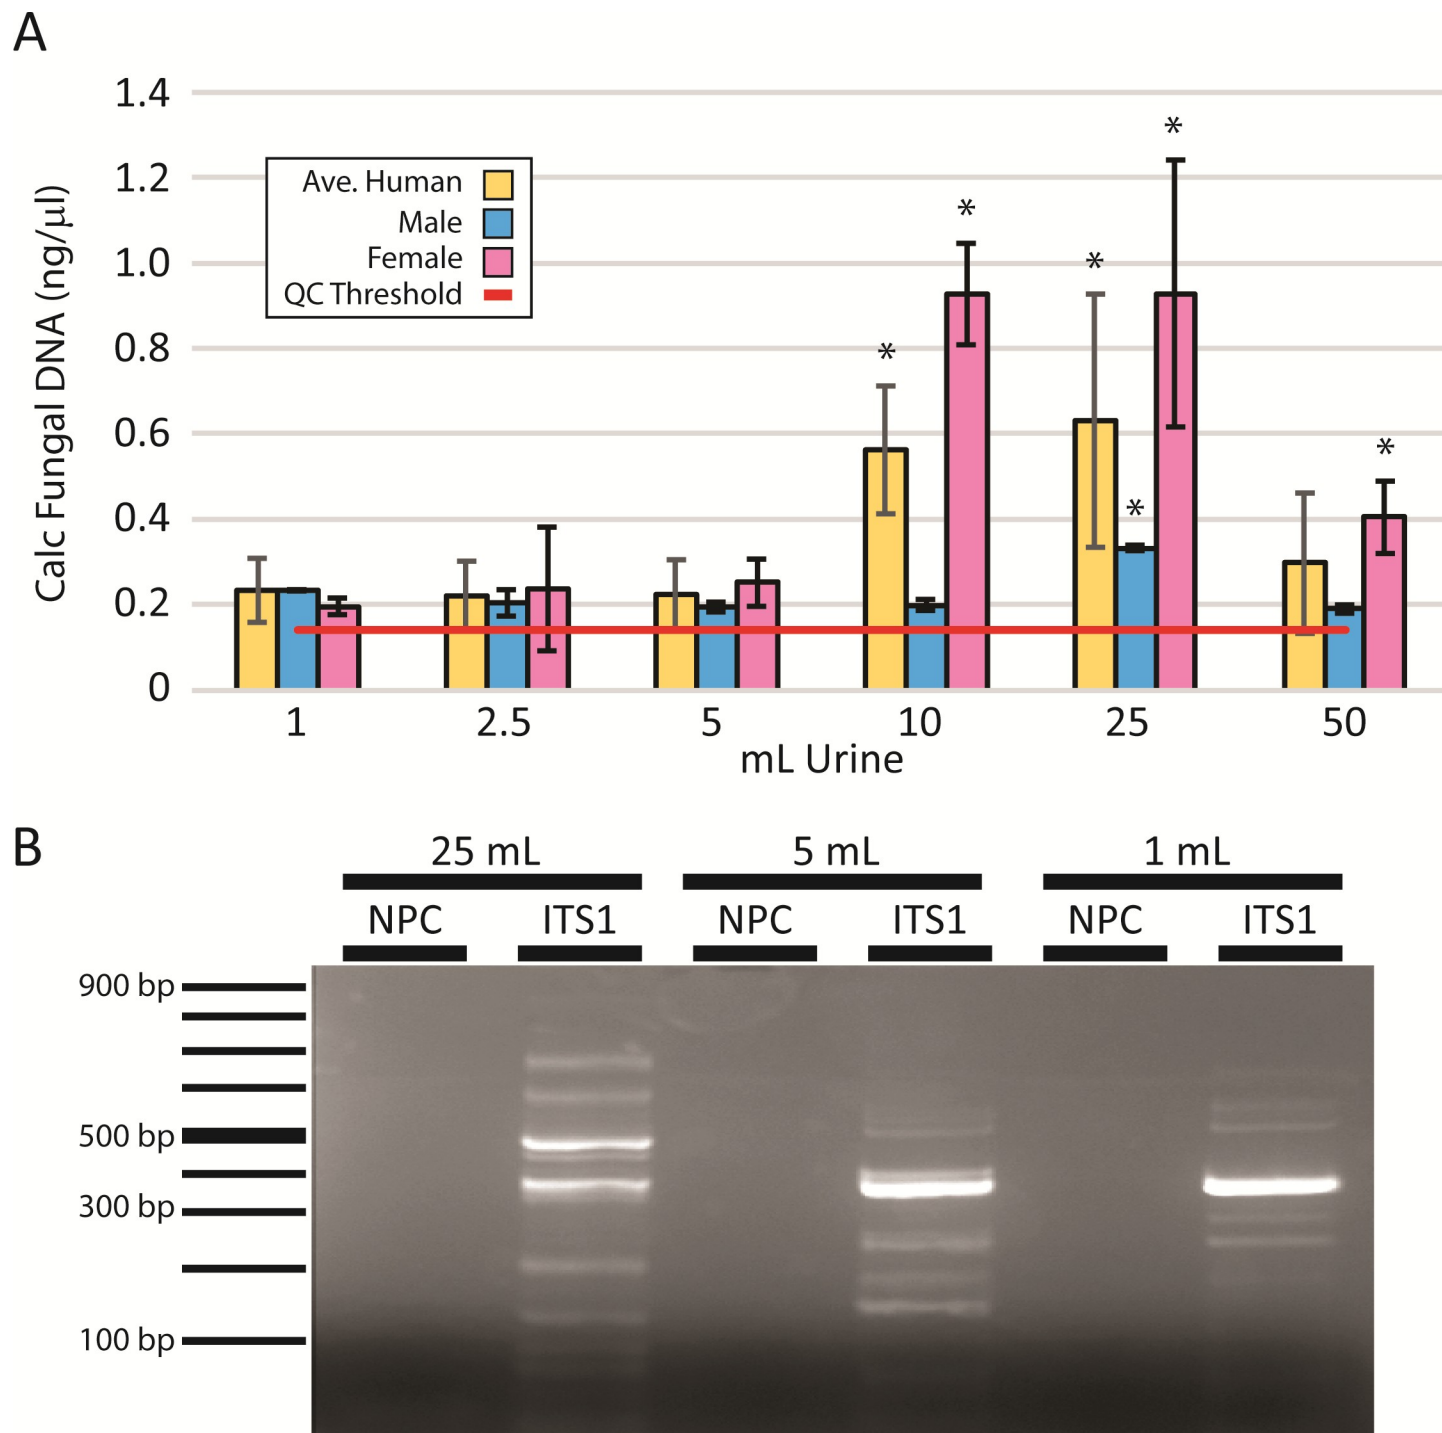 A
Calc Fungal DNA (ng/µl)
1.4
1.2
1.0
0.8
0.6
0.4
0.2
0
Ave. Human
Male
Female
QC Threshold
*
*
*
*
*
*
1
2.5
5
10
25
50
mL Urine
B
25 mL
5 mL
1 mL
NPC
ITS1
NPC
ITS1
NPC
ITS1
900 bp
500 bp
300 bp
100 bp